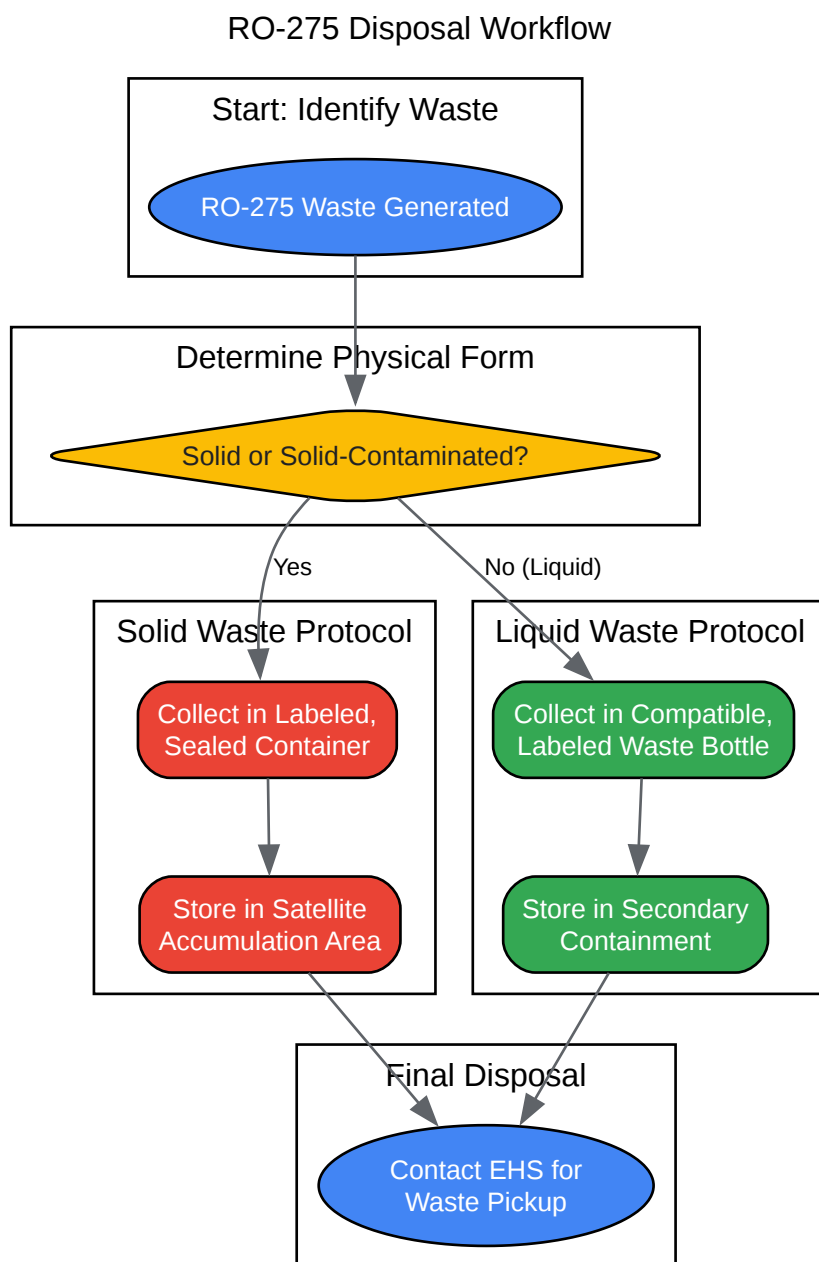 RO-275 Disposal Workflow
Start: Identify Waste
RO-275 Waste Generated
Determine Physical Form
Solid or Solid-Contaminated?
Yes
No (Liquid)
Solid Waste Protocol
Collect in Labeled,
Sealed Container
Store in Satellite
Accumulation Area
Liquid Waste Protocol
Collect in Compatible,
Labeled Waste Bottle
Store in Secondary
Containment
Final Disposal
Contact EHS for
Waste Pickup